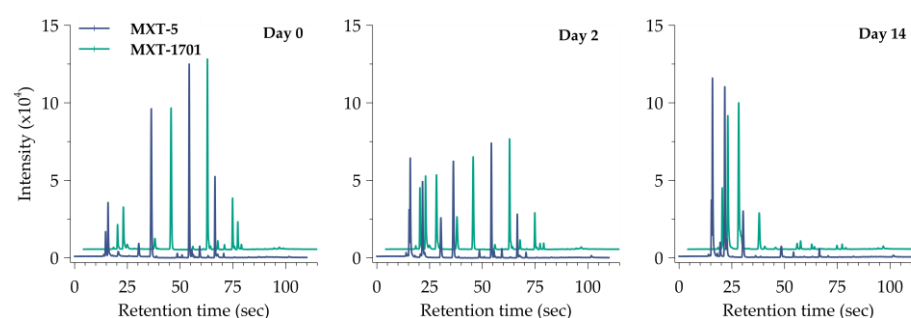 MXT-5
MXT-1701
Day 0
Day 2
Day 14
15
10
5
0
Intensity (x10⁴)
0 25 50 75 100
Retention time (sec)
15
10
5
0
0 25 50 75 100
Retention time (sec)
15
10
5
0
0 25 50 75 100
Retention time (sec)